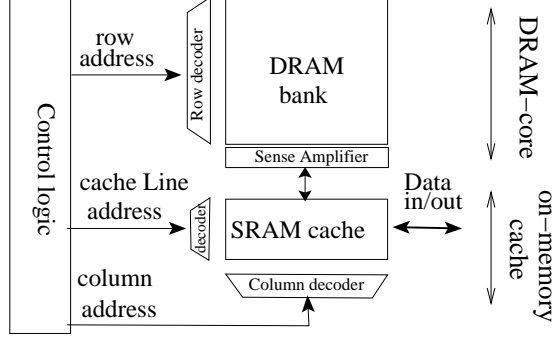 row
address
Row decoder
DRAM
bank
DRAM−core
Sense Amplifier
Control logic
cache Line
address
decoder
SRAM cache
Data
in/out
on−memory
cache
column
address
Column decoder